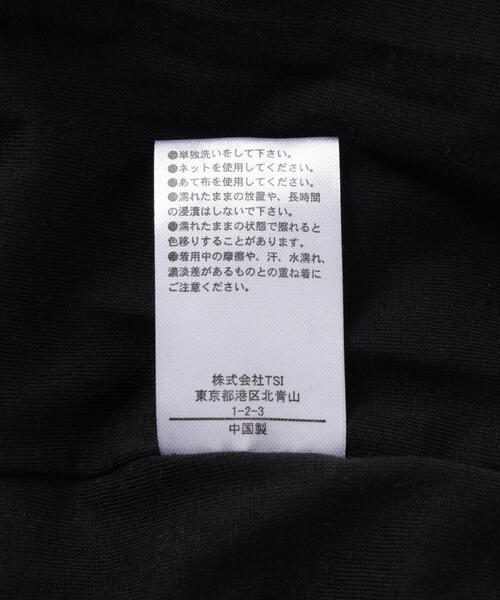 ●単独洗いをして下さい。
●ネットを使用してください。
●あて布を使用してください。
●濡れたままの放置や、長時間
の浸漬はしないで下さい。
●濡れたままの状態で擦れると
色移りすることがあります。
●着用中の摩擦や、汗、水濡れ、
濃淡差があるものとの重ね着に
ご注意ください。
株式会社TSI
東京都港区北青山
1-2-3
中国製